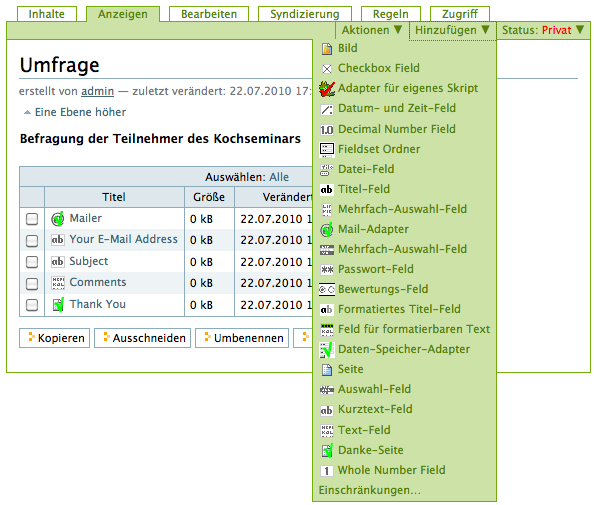 Inhalte Anzeigen Bearbeiten Syndizierung Regeln Zugriff
Aktionen ▼ Hinzufügen ▼ Status: Privat ▼
Umfrage
erstellt von admin — zuletzt verändert: 22.07.2010 17:
Eine Ebene höher
Befragung der Teilnehmer des Kochseminars
Auswählen: Alle
Titel Größe Verändert
Mailer 0 kB 22.07.2010 1
Your E-Mail Address 0 kB 22.07.2010 1
Subject 0 kB 22.07.2010 1
Comments 0 kB 22.07.2010 1
Thank You 0 kB 22.07.2010 1
Kopieren Ausschneiden Umbenennen
Bild
Checkbox Field
Adapter für eigenes Skript
Datum- und Zeit-Feld
Decimal Number Field
Fieldset Ordner
Datei-Feld
Titel-Feld
Mehrfach-Auswahl-Feld
Mail-Adapter
Mehrfach-Auswahl-Feld
Passwort-Feld
Bewertungs-Feld
Formatiertes Titel-Feld
Feld für formatierbaren Text
Daten-Speicher-Adapter
Seite
Auswahl-Feld
Kurztext-Feld
Text-Feld
Danke-Seite
Whole Number Field
Einschränkungen...